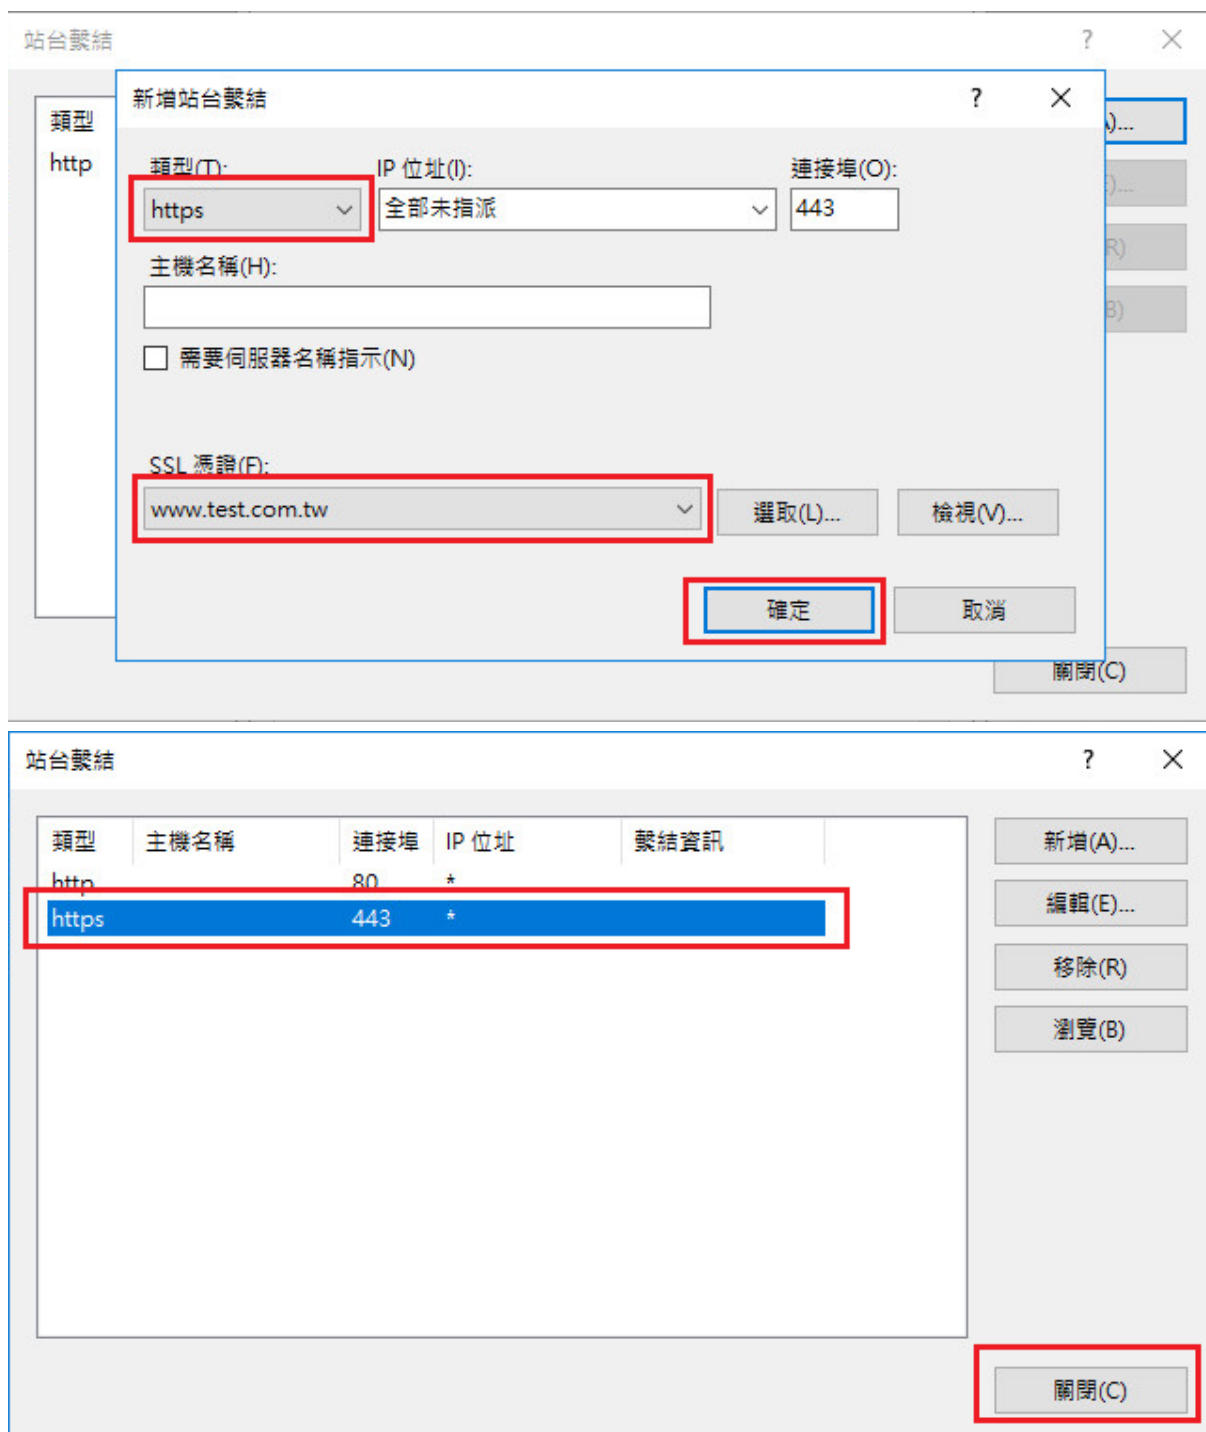 站台繫結
新增站台繫結
類型
http
類型(T):
IP 位址(I):
連接埠(O):
https
全部未指派
443
主機名稱(H):
需要伺服器名稱指示(N)
SSL 憑證(F):
www.test.com.tw
選取(L)...
檢視(V)...
確定
取消
關閉(C)
站台繫結
類型 主機名稱 連接埠 IP 位址 繫結資訊
http 80 *
https 443 *
新增(A)...
編輯(E)...
移除(R)
瀏覽(B)
關閉(C)